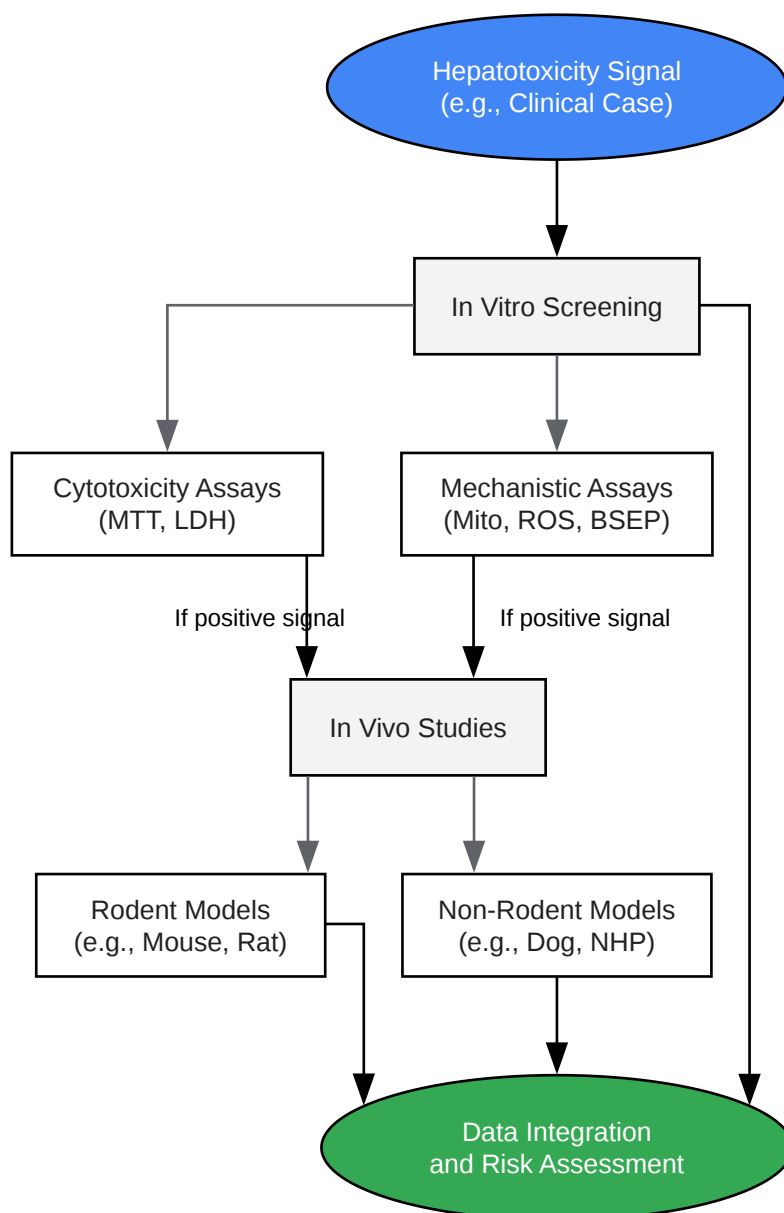 Hepatotoxicity Signal
(e.g., Clinical Case)
In Vitro Screening
Cytotoxicity Assays
(MTT, LDH)
Mechanistic Assays
(Mito, ROS, BSEP)
If positive signal
If positive signal
In Vivo Studies
Rodent Models
(e.g., Mouse, Rat)
Non-Rodent Models
(e.g., Dog, NHP)
Data Integration
and Risk Assessment